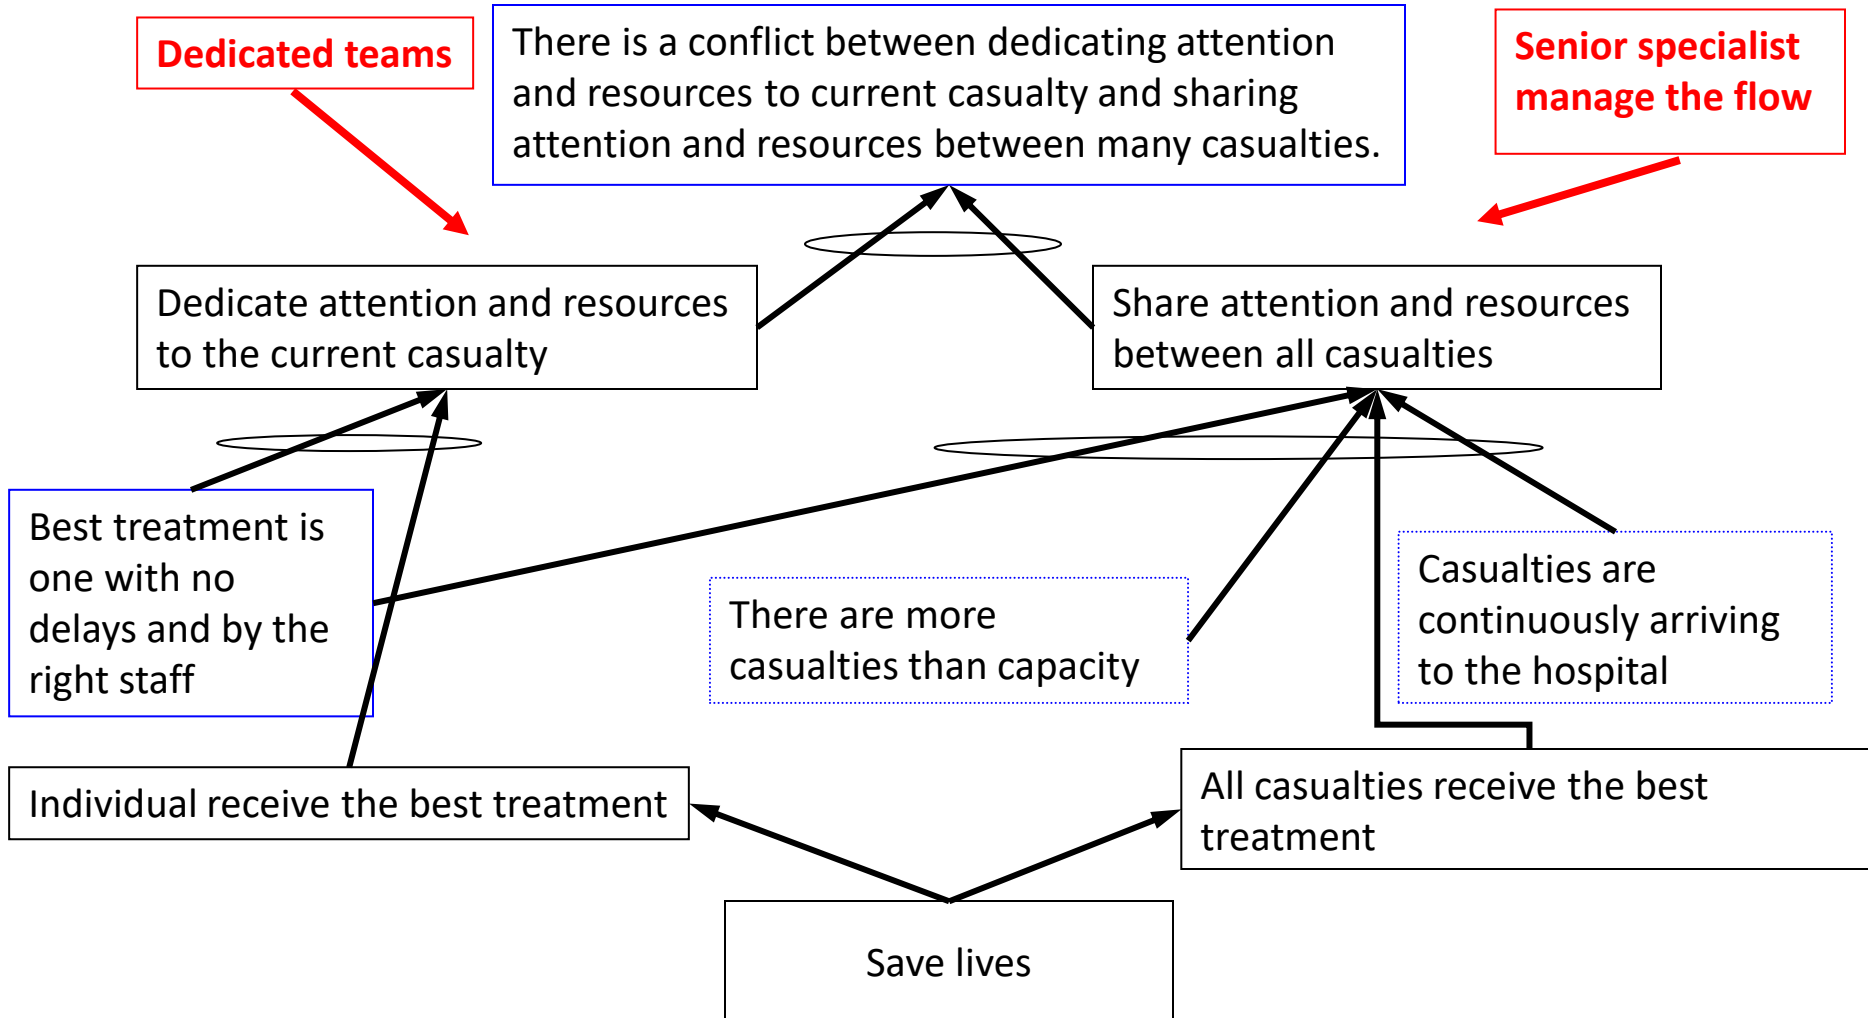 Dedicated teams
There is a conflict between dedicating attention
and resources to current casualty and sharing
attention and resources between many casualties.
Senior specialist
manage the flow
Dedicate attention and resources
to the current casualty
Share attention and resources
between all casualties
Best treatment is
one with no
delays and by the
right staff
There are more
casualties than capacity
Casualties are
continuously arriving
to the hospital
Individual receive the best treatment
All casualties receive the best
treatment
Save lives